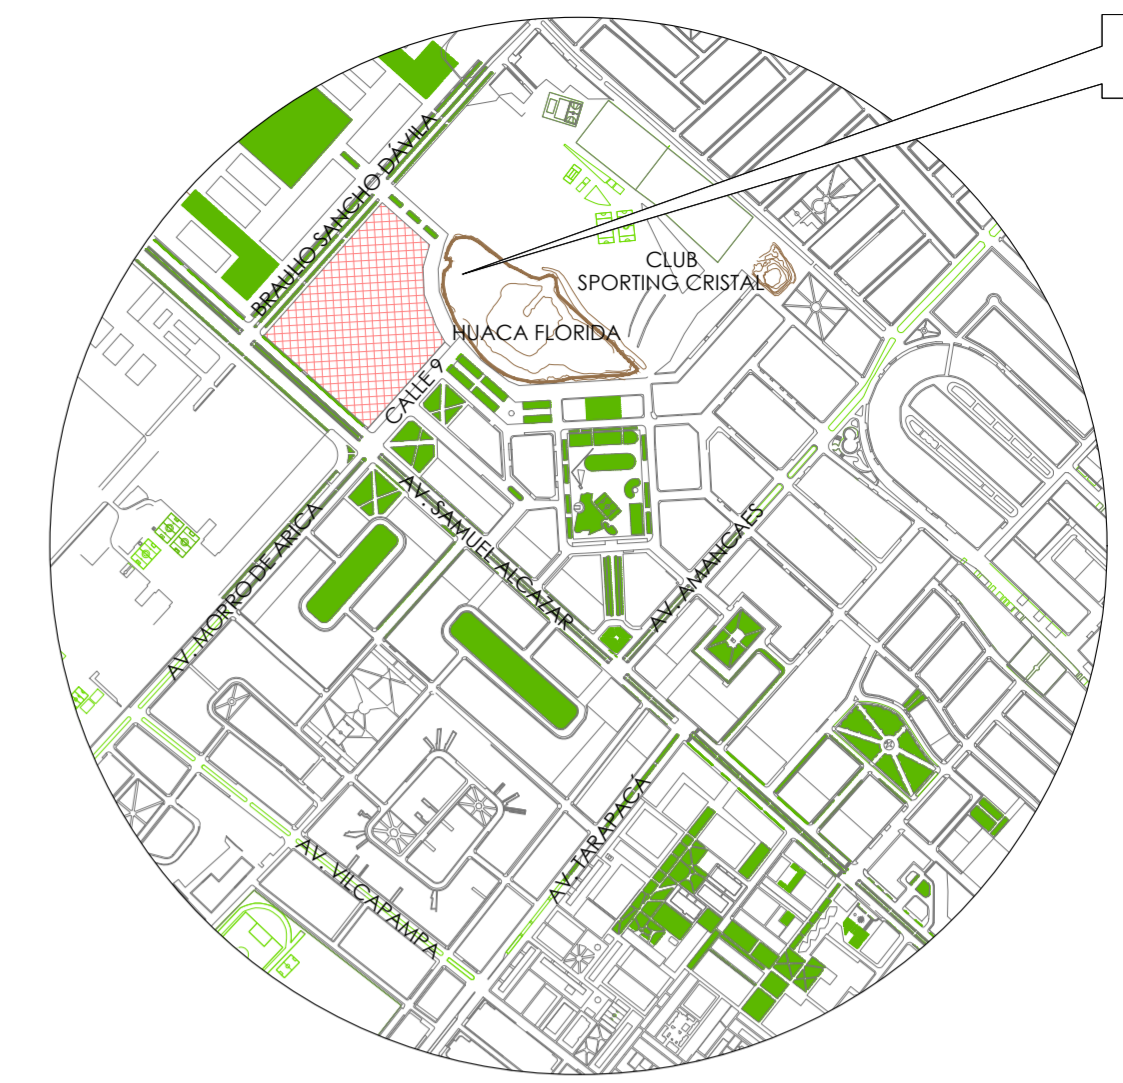 BRAULIO SANCHO DÁVILA
CLUB
SPORTING CRISTAL
HUACA FLORIDA
CALLE 9
AV. SAMUEL ALCAZAR
AV. MORRO DE ARICA
AV. AMANCAES
AV. TARAPACÁ
AV. VILCAPAMPA